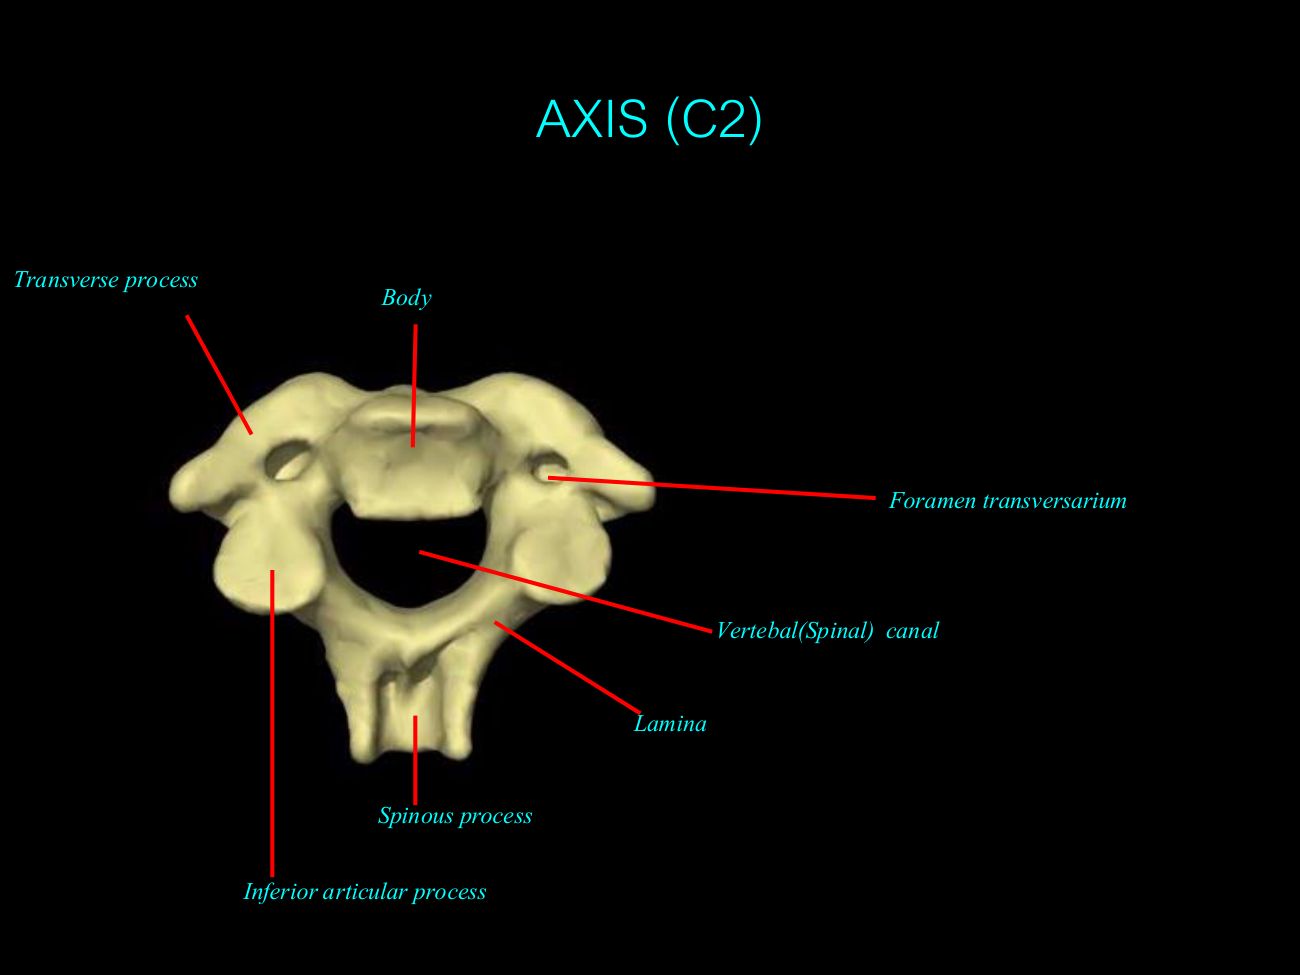 AXIS (C2)
Transverse process
Body
Foramen transversarium
Vertebal(Spinal) canal
Lamina
Spinous process
Inferior articular process